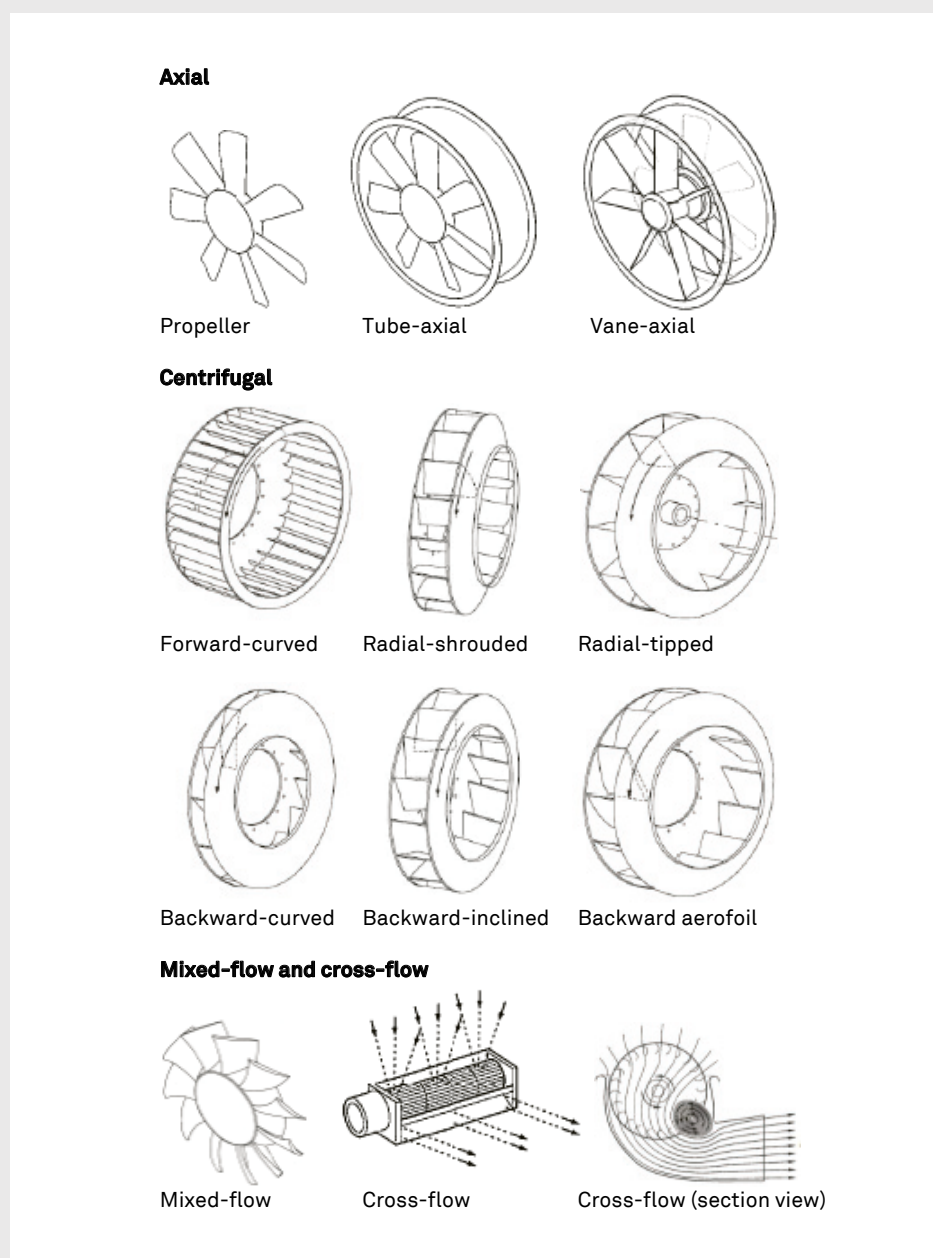 Axial
Propeller
Tube-axial
Vane-axial
Centrifugal
Forward-curved
Radial-shrouded
Radial-tipped
Backward-curved
Backward-inclined
Backward aerofoil
Mixed-flow and cross-flow
Mixed-flow
Cross-flow
Cross-flow (section view)